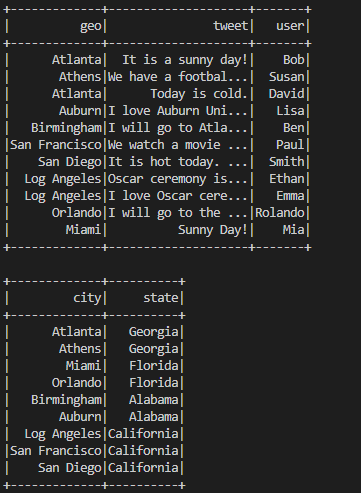 +-------------+--------------------+-------+
|          geo|               tweet|   user|
+-------------+--------------------+-------+
|      Atlanta|  It is a sunny day!|    Bob|
|       Athens|We have a footbal...|  Susan|
|      Atlanta|      Today is cold.|  David|
|       Auburn|I love Auburn Uni...|   Lisa|
|   Birmingham|I will go to Atla...|    Ben|
|San Francisco|We watch a movie ...|   Paul|
|    San Diego|It is hot today. ...|  Smith|
|  Log Angeles|Oscar ceremony is...|  Ethan|
|  Log Angeles|I love Oscar cere...|   Emma|
|      Orlando|I will go to the ...|Rolando|
|        Miami|          Sunny Day!|    Mia|
+-------------+--------------------+-------+
+-------------+----------+
|         city|     state|
+-------------+----------+
|      Atlanta|   Georgia|
|       Athens|   Georgia|
|        Miami|   Florida|
|      Orlando|   Florida|
|   Birmingham|   Alabama|
|       Auburn|   Alabama|
|  Log Angeles|California|
|San Francisco|California|
|    San Diego|California|
+-------------+----------+